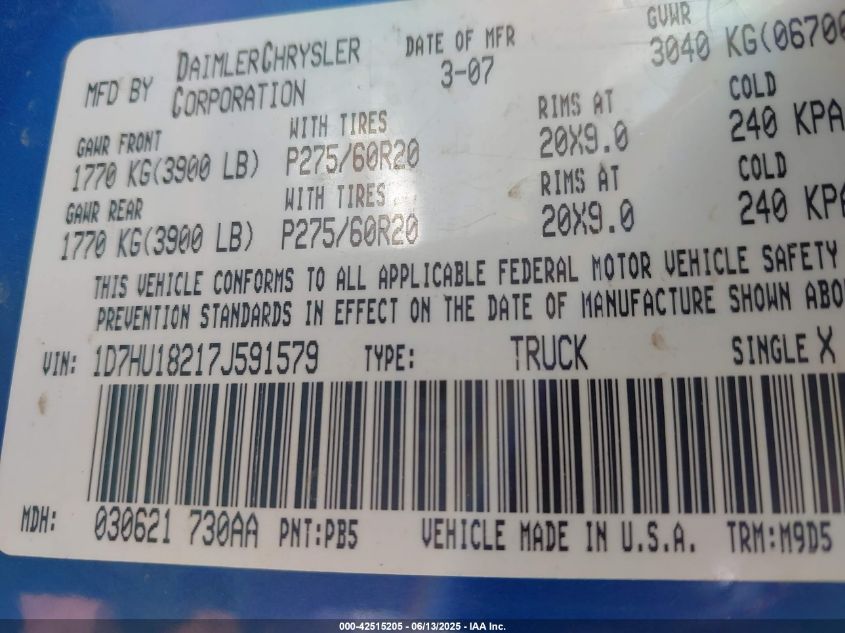 MFD BY DAIMLERCHRYSLER CORPORATION DATE OF MFR 3-07 GVWR 3040 KG(06700
GAWR FRONT WITH TIRES RIMS AT COLD
1770 KG(3900 LB) P275/60R20 20X9.0 240 KPA
GAWR REAR WITH TIRES RIMS AT COLD
1770 KG(3900 LB) P275/60R20 20X9.0 240 KPA
THIS VEHICLE CONFORMS TO ALL APPLICABLE FEDERAL MOTOR VEHICLE SAFETY
PREVENTION STANDARDS IN EFFECT ON THE DATE OF MANUFACTURE SHOWN ABO
VIN: 1D7HU18217J591579 TYPE: TRUCK SINGLE X
MDH: 030621 730AA PNT:PB5 VEHICLE MADE IN U.S.A. TRM:M9D5
000-42515205 - 06/13/2025 - IAA Inc.